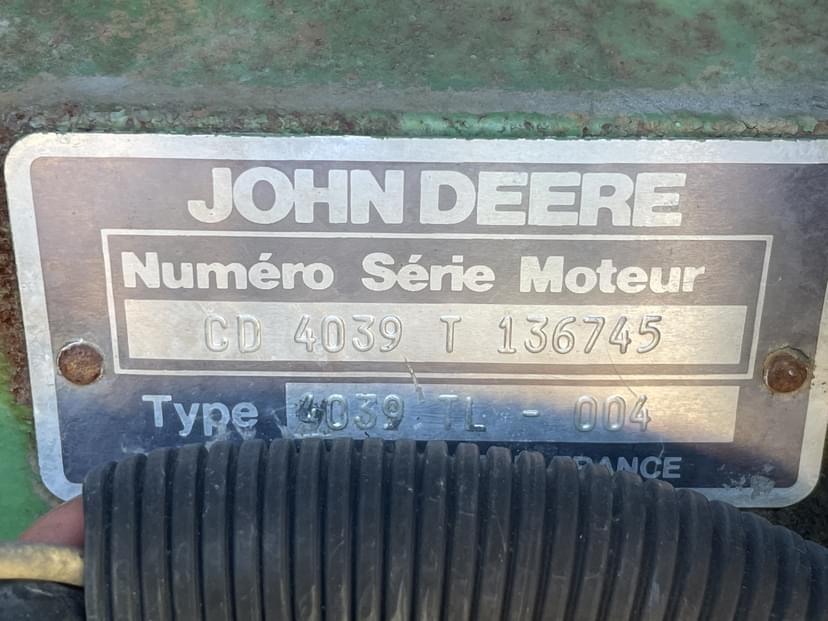 JOHN DEERE
Numéro Série Moteur
CD 4039 T 136745
Type 4039 TL - 004
FRANCE